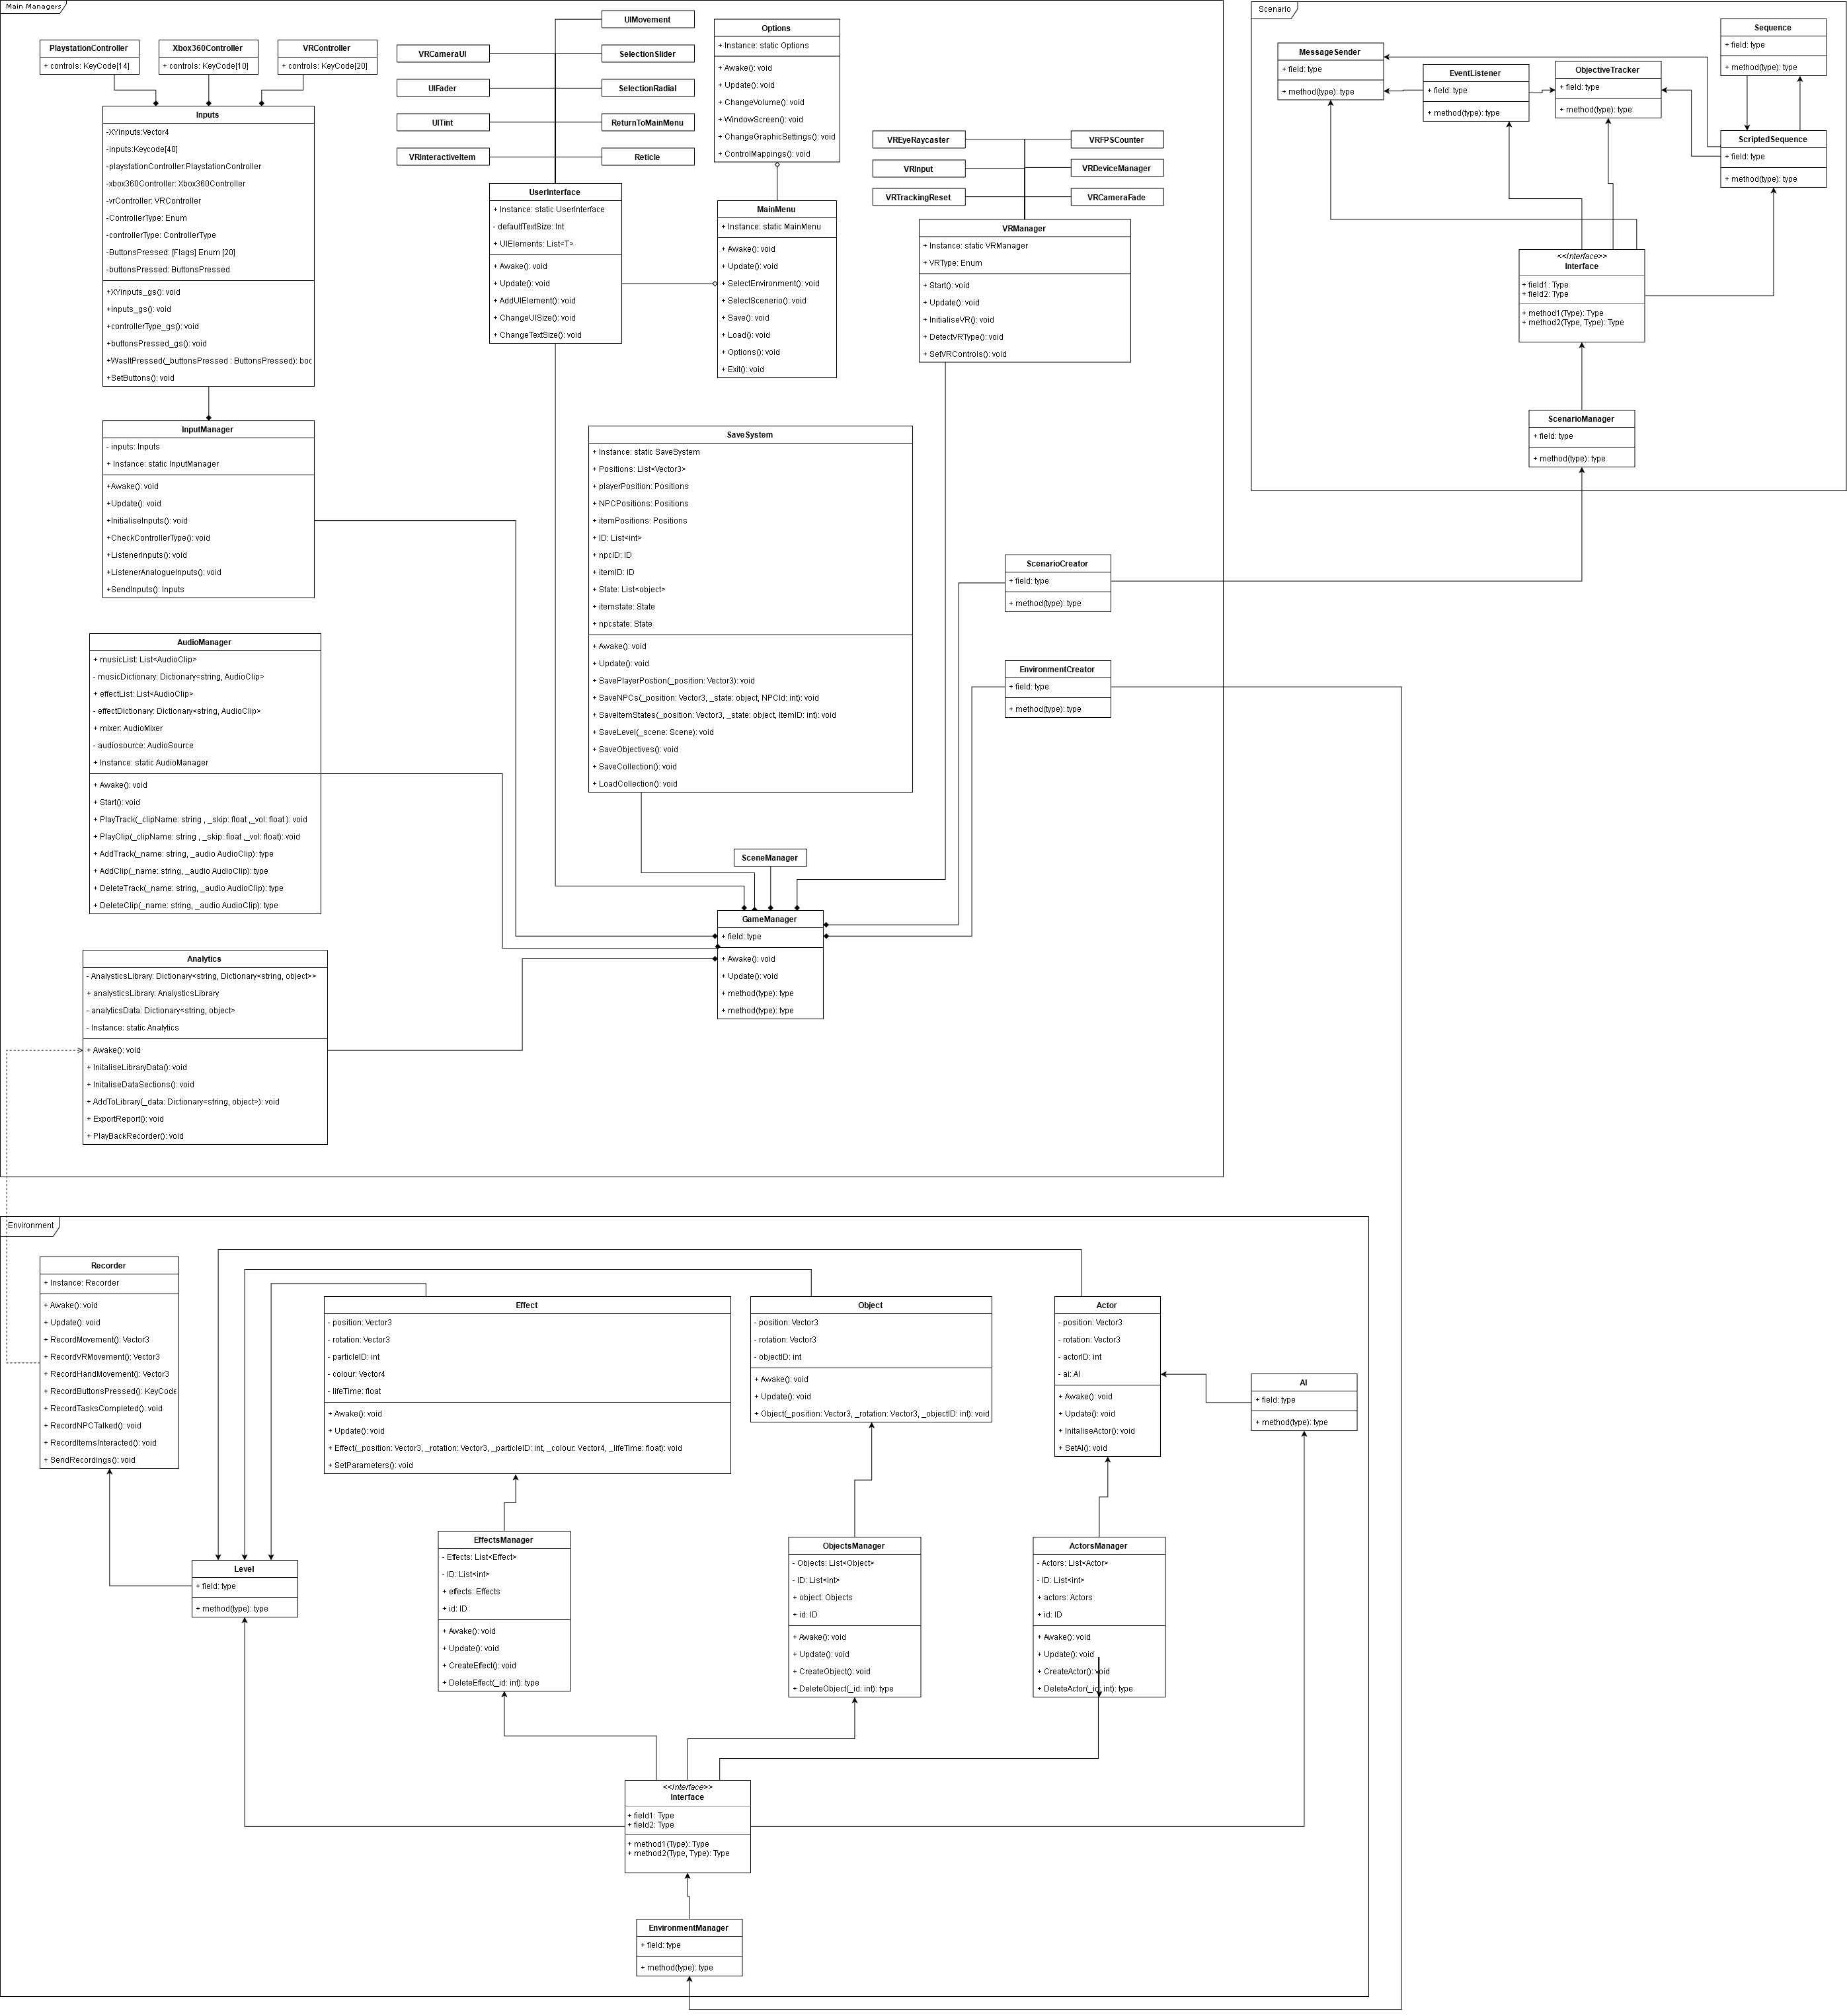 Main Managers
PlaystationController
+ controls: KeyCode[14]
Xbox360Controller
+ controls: KeyCode[10]
VRController
+ controls: KeyCode[20]
Inputs
-XYinputs:Vector4
-inputs:Keycode[40]
-playstationController:PlaystationController
-xbox360Controller: Xbox360Controller
-vrController: VRController
-ControllerType: Enum
-controllerType: ControllerType
-ButtonsPressed: [Flags] Enum [20]
-buttonsPressed: ButtonsPressed
+XYinputs_gs(): void
+inputs_gs(): void
+controllerType_gs(): void
+buttonsPressed_gs(): void
+WasItPressed(_buttonsPressed : ButtonsPressed): boo
+SetButtons(): void
InputManager
- inputs: Inputs
+ Instance: static InputManager
+Awake(): void
+Update(): void
+InitialiseInputs(): void
+CheckControllerType(): void
+ListenerInputs(): void
+ListenerAnalogueInputs(): void
+SendInputs(): Inputs
AudioManager
+ musicList: List<AudioClip>
- musicDictionary: Dictionary<string, AudioClip>
+ effectList: List<AudioClip>
- effectDictionary: Dictionary<string, AudioClip>
+ mixer: AudioMixer
- audiosource: AudioSource
+ Instance: static AudioManager
+ Awake(): void
+ Start(): void
+ PlayTrack(_clipName: string , _skip: float ,_vol: float ): void
+ PlayClip(_clipName: string , _skip: float ,_vol: float): void
+ AddTrack(_name: string, _audio AudioClip): type
+ AddClip(_name: string, _audio AudioClip): type
+ DeleteTrack(_name: string, _audio AudioClip): type
+ DeleteClip(_name: string, _audio AudioClip): type
Analytics
- AnalysticsLibrary: Dictionary<string, Dictionary<string, object>>
+ analysticsLibrary: AnalysticsLibrary
- analyticsData: Dictionary<string, object>
- Instance: static Analytics
+ Awake(): void
+ InitaliseLibraryData(): void
+ InitaliseDataSections(): void
+ AddToLibrary(_data: Dictionary<string, object>): void
+ ExportReport(): void
+ PlayBackRecorder(): void
VRCameraUI
UIFader
UITint
VRInteractiveItem
UIMovement
SelectionSlider
SelectionRadial
ReturnToMainMenu
Reticle
UserInterface
+ Instance: static UserInterface
- defaultTextSize: Int
+ UIElements: List<T>
+ Awake(): void
+ Update(): void
+ AddUIElement(): void
+ ChangeUISize(): void
+ ChangeTextSize(): void
Options
+ Instance: static Options
+ Awake(): void
+ Update(): void
+ ChangeVolume(): void
+ WindowScreen(): void
+ ChangeGraphicSettings(): void
+ ControlMappings(): void
MainMenu
+ Instance: static MainMenu
+ Awake(): void
+ Update(): void
+ SelectEnvironment(): void
+ SelectScenerio(): void
+ Save(): void
+ Load(): void
+ Options(): void
+ Exit(): void
VREyeRaycaster
VRInput
VRTrackingReset
VRFPSCounter
VRDeviceManager
VRCameraFade
VRManager
+ Instance: static VRManager
+ VRType: Enum
+ Start(): void
+ Update(): void
+ InitialiseVR(): void
+ DetectVRType(): void
+ SetVRControls(): void
SaveSystem
+ Instance: static SaveSystem
+ Positions: List<Vector3>
+ playerPosition: Positions
+ NPCPositions: Positions
+ itemPositions: Positions
+ ID: List<int>
+ npcID: ID
+ itemID: ID
+ State: List<object>
+ itemstate: State
+ npcstate: State
+ Awake(): void
+ Update(): void
+ SavePlayerPostion(_position: Vector3): void
+ SaveNPCs(_position: Vector3, _state: object, NPCId: int): void
+ SaveItemStates(_position: Vector3, _state: object, ItemID: int): void
+ SaveLevel(_scene: Scene): void
+ SaveObjectives(): void
+ SaveCollection(): void
+ LoadCollection(): void
SceneManager
GameManager
+ field: type
+ Awake(): void
+ Update(): void
+ method(type): type
+ method(type): type
ScenarioCreator
+ field: type
+ method(type): type
EnvironmentCreator
+ field: type
+ method(type): type
Scenario
MessageSender
+ field: type
+ method(type): type
EventListener
+ field: type
+ method(type): type
ObjectiveTracker
+ field: type
+ method(type): type
Sequence
+ field: type
+ method(type): type
ScriptedSequence
+ field: type
+ method(type): type
<<Interface>>
Interface
+ field1: Type
+ field2: Type
+ method1(Type): Type
+ method2(Type, Type): Type
ScenarioManager
+ field: type
+ method(type): type
Environment
Recorder
+ Instance: Recorder
+ Awake(): void
+ Update(): void
+ RecordMovement(): Vector3
+ RecordVRMovement(): Vector3
+ RecordHandMovement(): Vector3
+ RecordButtonsPressed(): KeyCode
+ RecordTasksCompleted(): void
+ RecordNPCTalked(): void
+ RecordItemsInteracted(): void
+ SendRecordings(): void
Effect
- position: Vector3
- rotation: Vector3
- particleID: int
- colour: Vector4
- lifeTime: float
+ Awake(): void
+ Update(): void
+ Effect(_position: Vector3, _rotation: Vector3, _particleID: int, _colour: Vector4, _lifeTime: float): void
+ SetParameters(): void
Object
- position: Vector3
- rotation: Vector3
- objectID: int
+ Awake(): void
+ Update(): void
+ Object(_position: Vector3, _rotation: Vector3, _objectID: int): void
Actor
- position: Vector3
- rotation: Vector3
- actorID: int
- ai: AI
+ Awake(): void
+ Update(): void
+ InitaliseActor(): void
+ SetAI(): void
AI
+ field: type
+ method(type): type
Level
+ field: type
+ method(type): type
EffectsManager
- Effects: List<Effect>
- ID: List<int>
+ effects: Effects
+ id: ID
+ Awake(): void
+ Update(): void
+ CreateEffect(): void
+ DeleteEffect(_id: int): type
ObjectsManager
- Objects: List<Object>
- ID: List<int>
+ object: Objects
+ id: ID
+ Awake(): void
+ Update(): void
+ CreateObject(): void
+ DeleteObject(_id: int): type
ActorsManager
- Actors: List<Actor>
- ID: List<int>
+ actors: Actors
+ id: ID
+ Awake(): void
+ Update(): void
+ CreateActor(): void
+ DeleteActor(_id: int): type
<<Interface>>
Interface
+ field1: Type
+ field2: Type
+ method1(Type): Type
+ method2(Type, Type): Type
EnvironmentManager
+ field: type
+ method(type): type